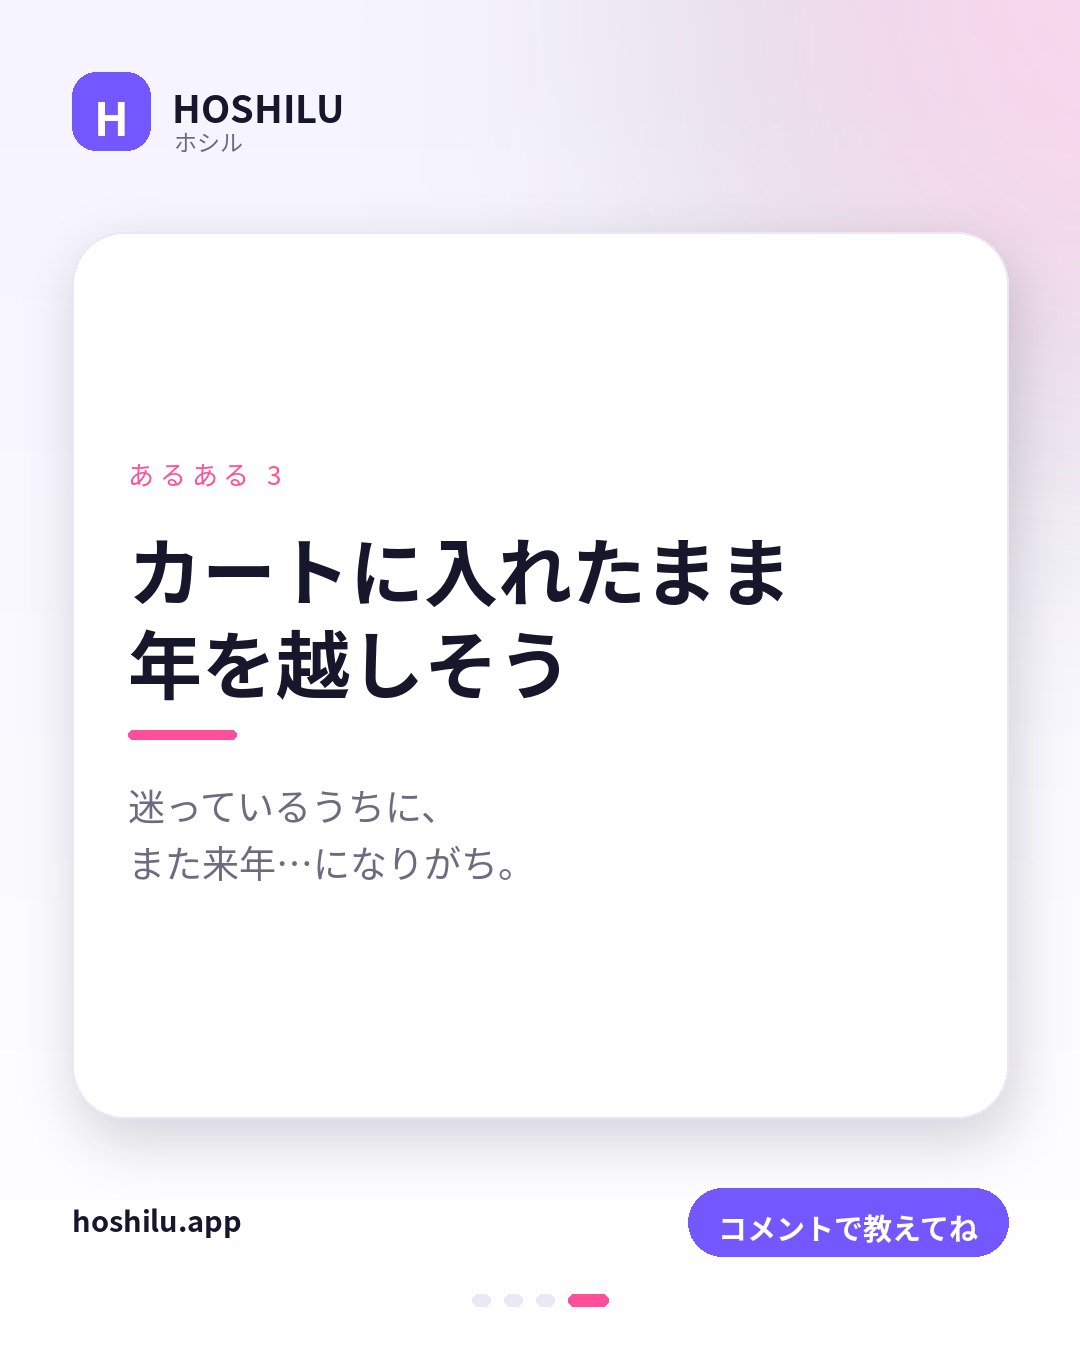 H
HOSHILU
ホシル
あるある 3
カートに入れたまま
年を越しそう
迷っているうちに、
また来年…になりがち。
hoshilu.app
コメントで教えてね